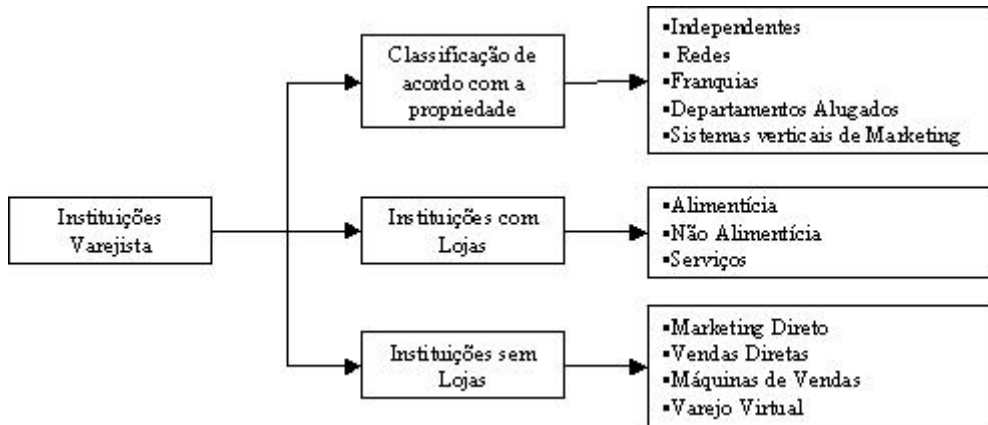 Instituições
Varejista
Classificação de
acordo com a
propriedade
▪Independentes
▪ Redes
▪Franquias
▪Departamentos Alugados
▪Sistemas verticais de Marketing
Instituições com
Lojas
▪Alimentícia
▪Não Alimentícia
▪Serviços
Instituições sem
Lojas
▪Marketing Direto
▪Vendas Diretas
▪Máquinas de Vendas
▪Varejo Virtual